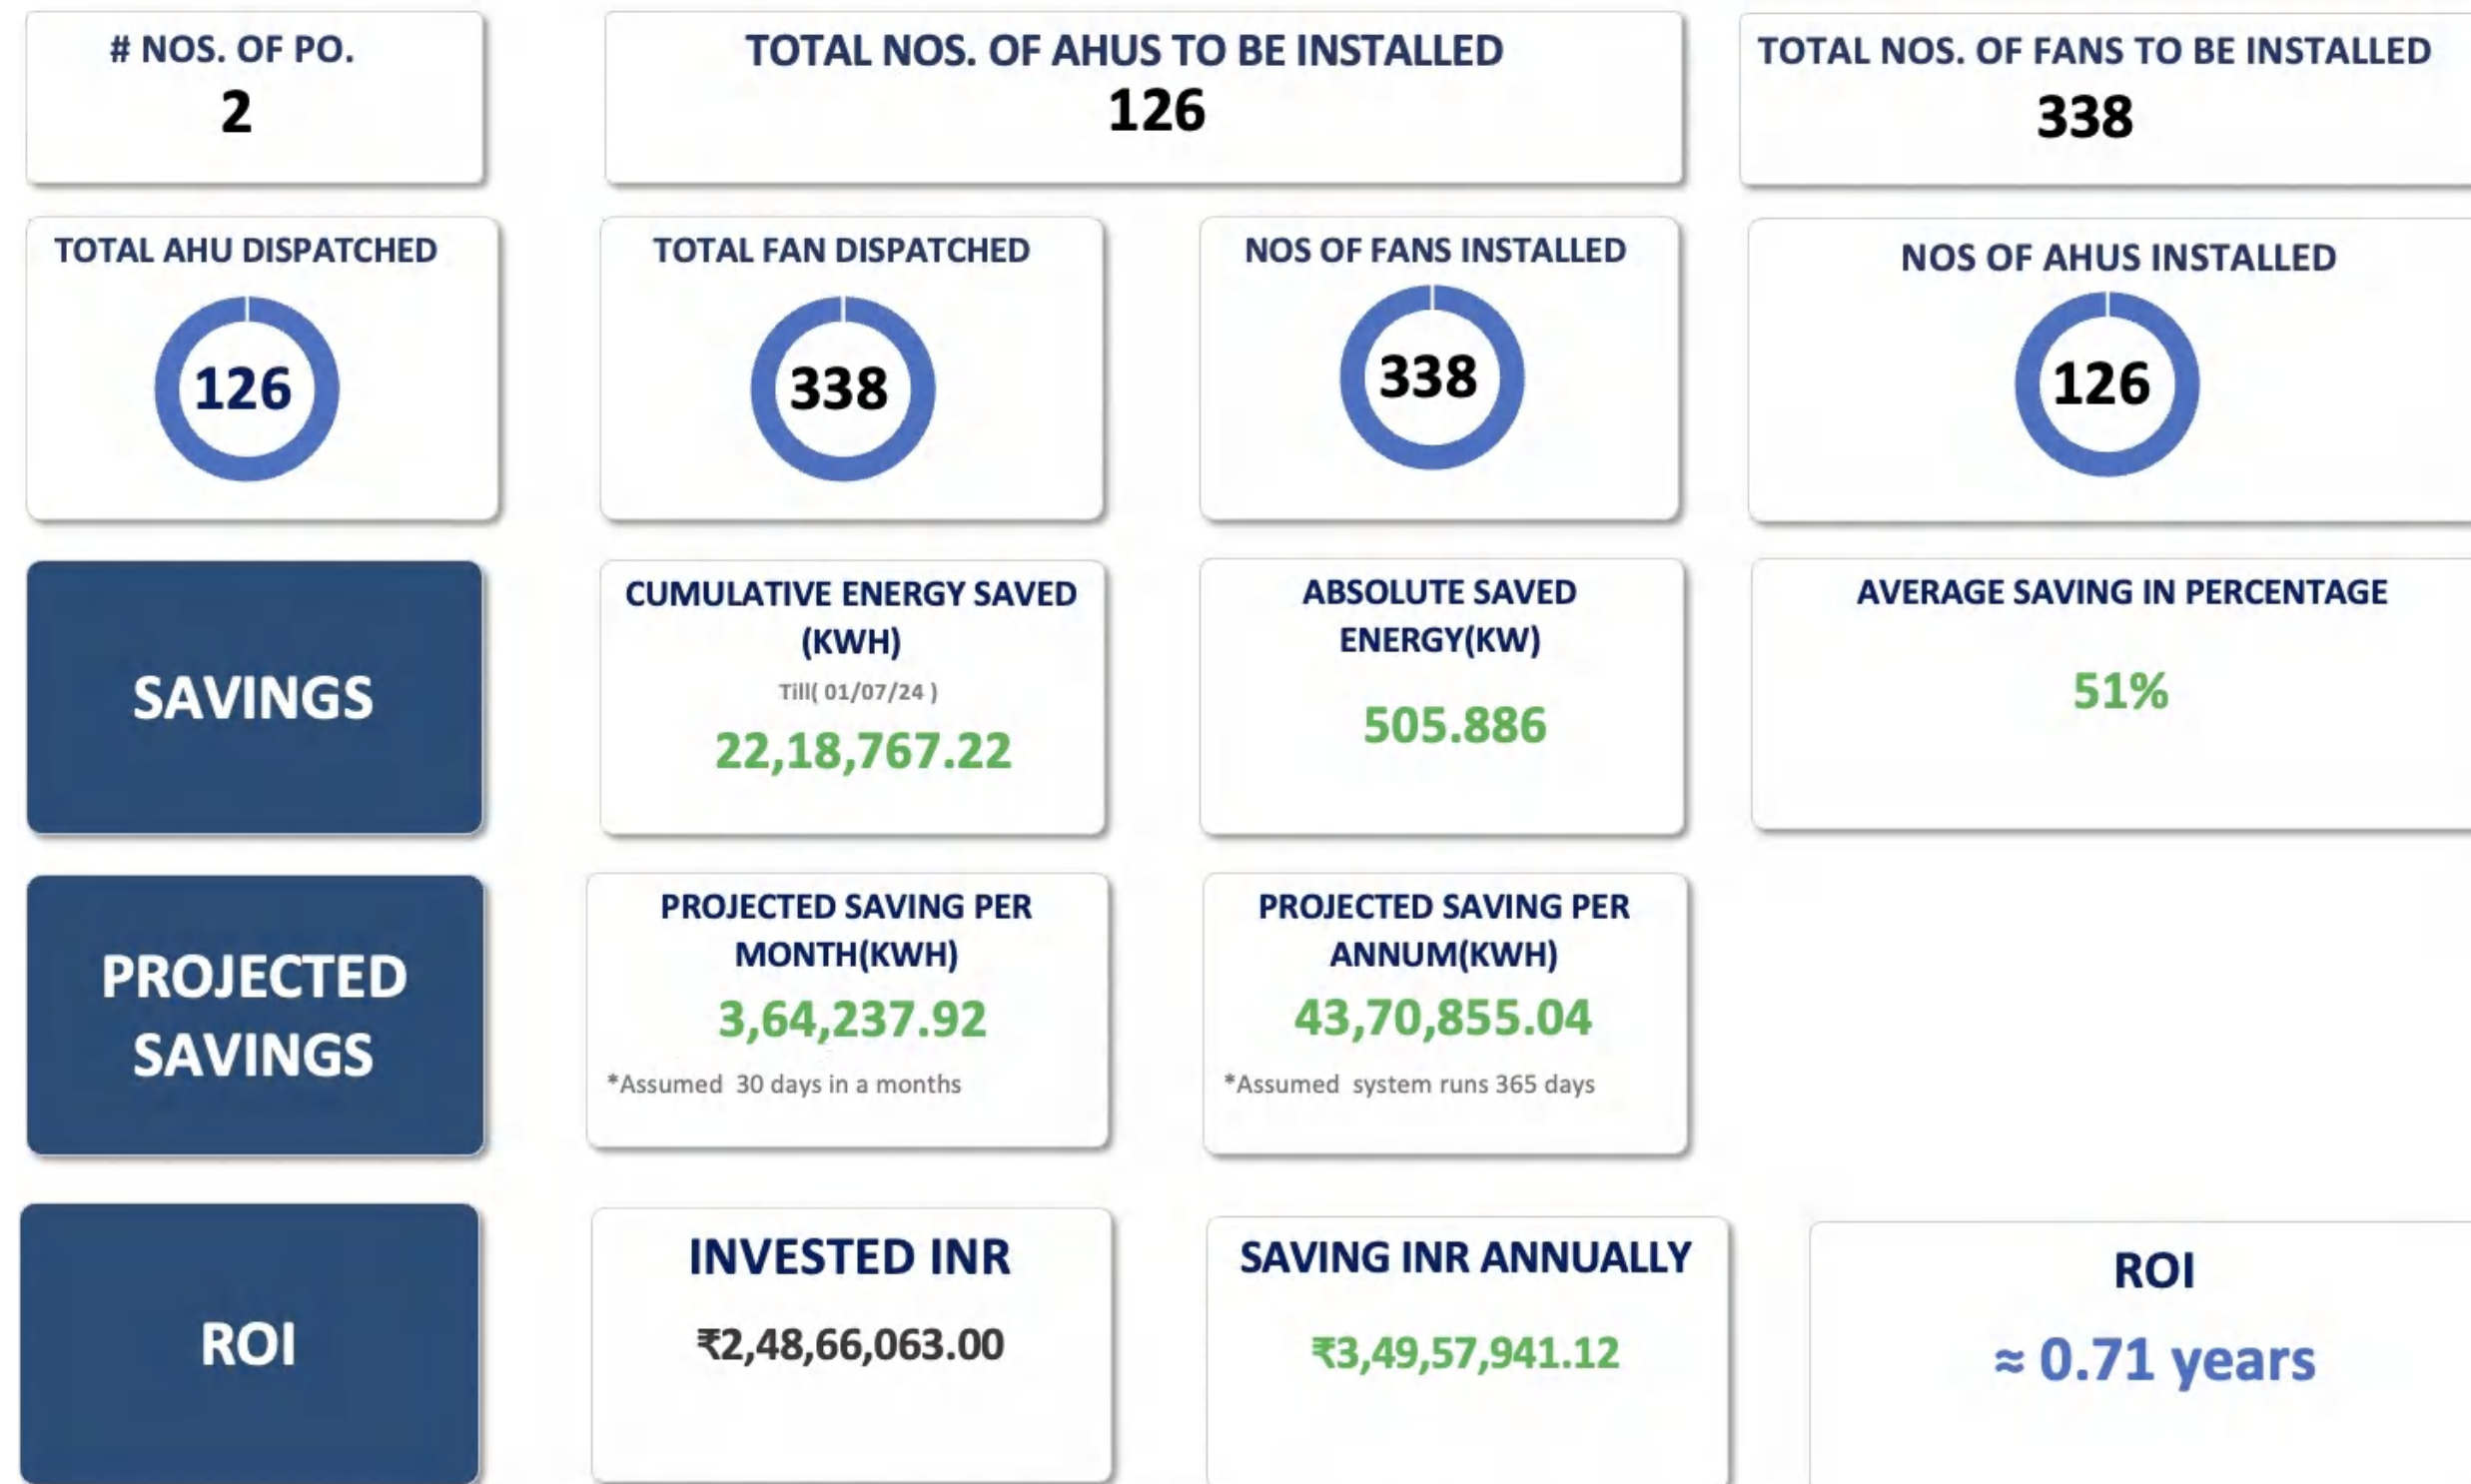 # NOS. OF PO.
2
TOTAL NOS. OF AHUS TO BE INSTALLED
126
TOTAL NOS. OF FANS TO BE INSTALLED
338
TOTAL AHU DISPATCHED
126
TOTAL FAN DISPATCHED
338
NOS OF FANS INSTALLED
338
NOS OF AHUS INSTALLED
126
SAVINGS
CUMULATIVE ENERGY SAVED
(KWH)
Till( 01/07/24 )
22,18,767.22
ABSOLUTE SAVED
ENERGY(KW)
505.886
AVERAGE SAVING IN PERCENTAGE
51%
PROJECTED
SAVINGS
PROJECTED SAVING PER
MONTH(KWH)
3,64,237.92
*Assumed 30 days in a months
PROJECTED SAVING PER
ANNUM(KWH)
43,70,855.04
*Assumed system runs 365 days
ROI
INVESTED INR
₹2,48,66,063.00
SAVING INR ANNUALLY
₹3,49,57,941.12
ROI
≈ 0.71 years